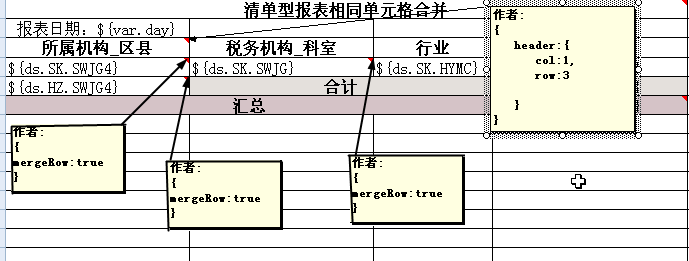 清单型报表相同单元格合并
报表日期：${var.day}
所属机构_区县 税务机构_科室 行业
${ds.SK.SWJG4} ${ds.SK.SWJG} ${ds.SK.HYMC}
${ds.HZ.SWJG4} 合计
汇总
作者：
{
header:{
col:1,
row:3
}
}
作者：
{
mergeRow:true
}
作者：
{
mergeRow:true
}
作者：
{
mergeRow:true
}